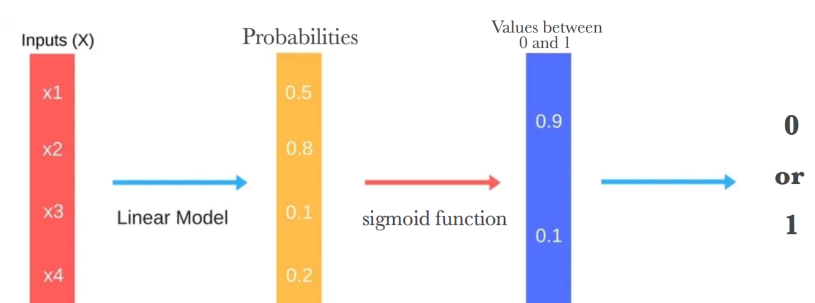 Inputs (X)
x1
x2
x3
x4
Linear Model
Probabilities
0.5
0.8
0.1
0.2
sigmoid function
Values between
0 and 1
0.9
0.1
0
or
1